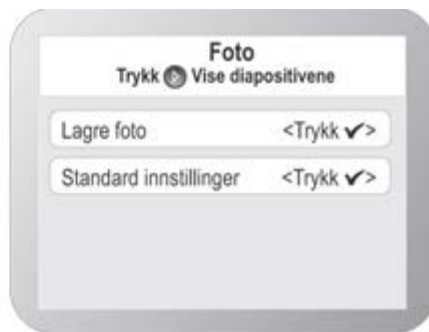 Foto
Trykk Vise diapositivene
Lagre foto <Trykk ✔>
Standard innstillinger <Trykk ✔>